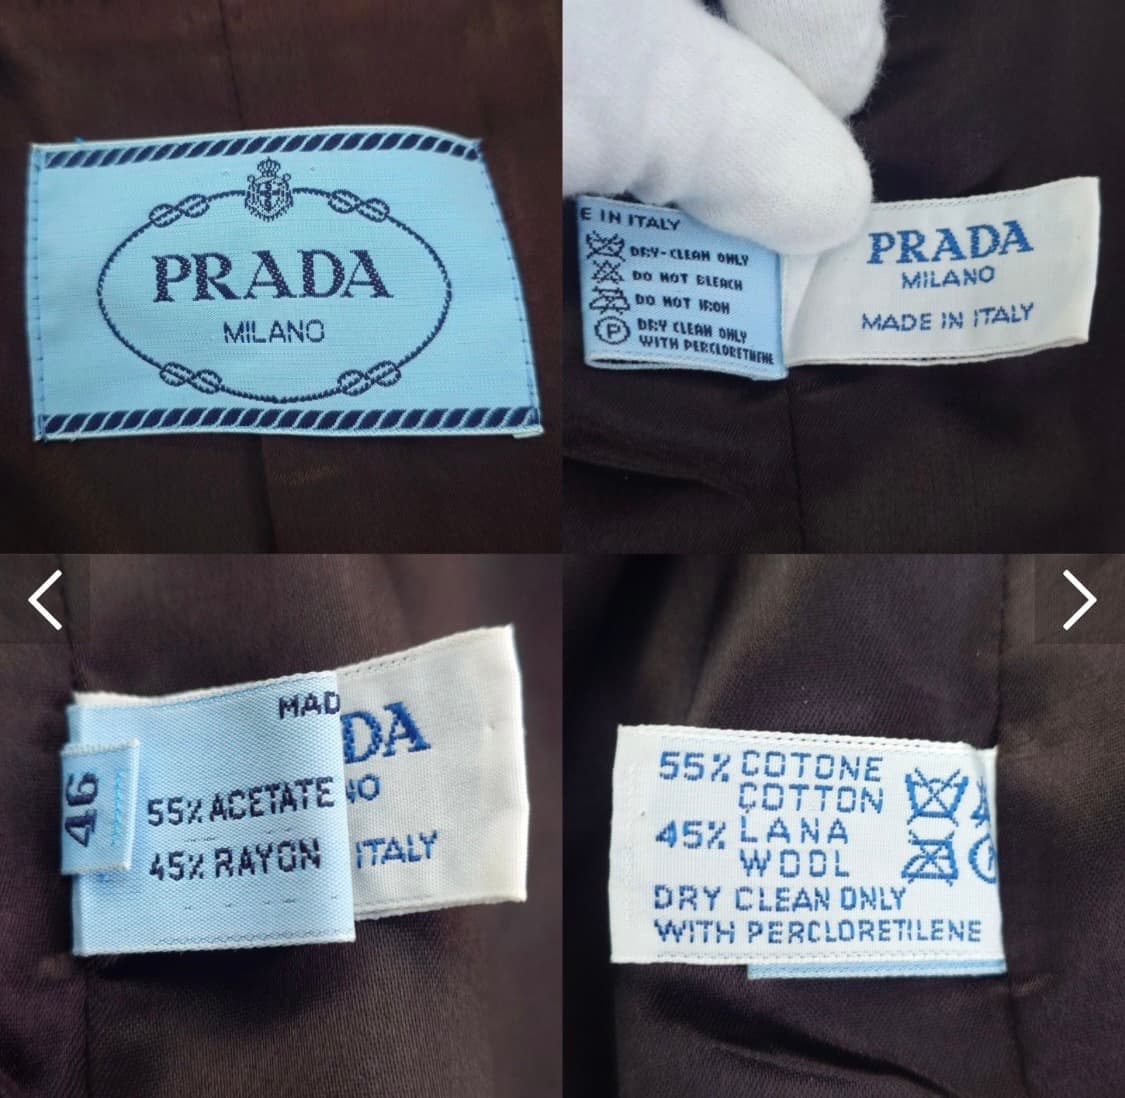 PRADA
MILANO
E IN ITALY
DRY-CLEAN ONLY
DO NOT BLEACH
DO NOT IRON
P DRY CLEAN ONLY
WITH PERCLORETHENE
PRADA
MILANO
MADE IN ITALY
46
MAD
55% ACETATE
45% RAYON
DA
NO
ITALY
55% COTONE
COTTON
45% LANA
WOOL
DRY CLEAN ONLY
WITH PERCLORETILENE